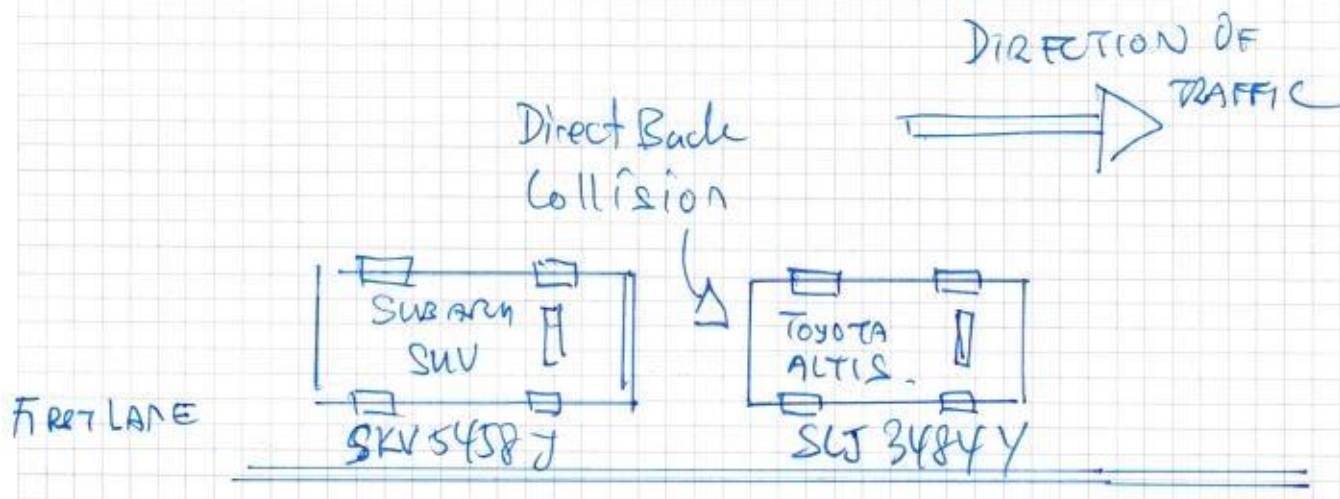 DIRECTION OF
TRAFFIC
Direct Back
Collision
SUBARU
SUV
TOYOTA
ALTIS.
FIRST LANE
SKV 5458 J
SLJ 3484 Y